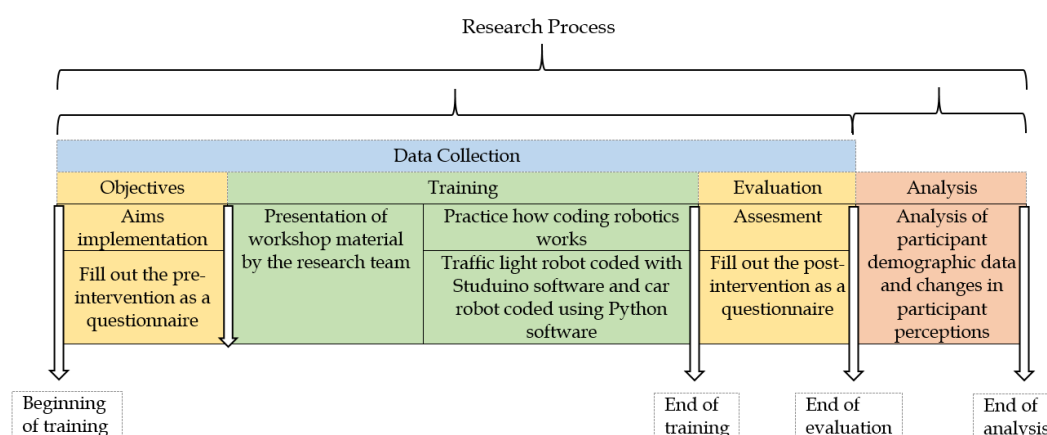 Research Process
Data Collection
Objectives
Training
Evaluation
Analysis
Aims
implementation
Fill out the pre-
intervention as a
questionnaire
Presentation of
workshop material
by the research team
Practice how coding robotics
works
Traffic light robot coded with
Studuino software and car
robot coded using Python
software
Assesment
Fill out the post-
intervention as a
questionnaire
Analysis of
participant
demographic data
and changes in
participant
perceptions
Beginning
of training
End of
training
End of
evaluation
End of
analysis